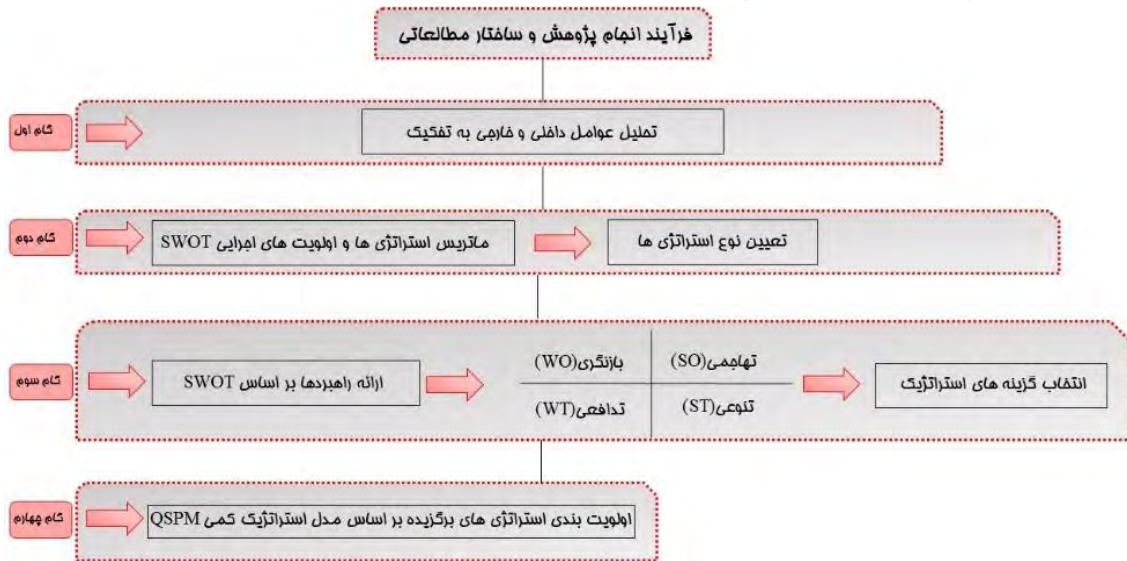 فرآیند انجام پژوهش و ساختار مطالعاتی
گام اول
تحلیل عوامل داخلی و خارجی به تفکیک
گام دوم
ماتریس استراتژی ها و اولویت های اجرایی SWOT
تعیین نوع استراتژی ها
گام سوم
ارائه راهبردها بر اساس SWOT
بازنگری(WO)
تهاجمی(SO)
تدافعی(WT)
تنوعی(ST)
انتخاب گزینه های استراتژیک
گام چهارم
اولویت بندی استراتژی های برگزیده بر اساس مدل استراتژیک کمی QSPM